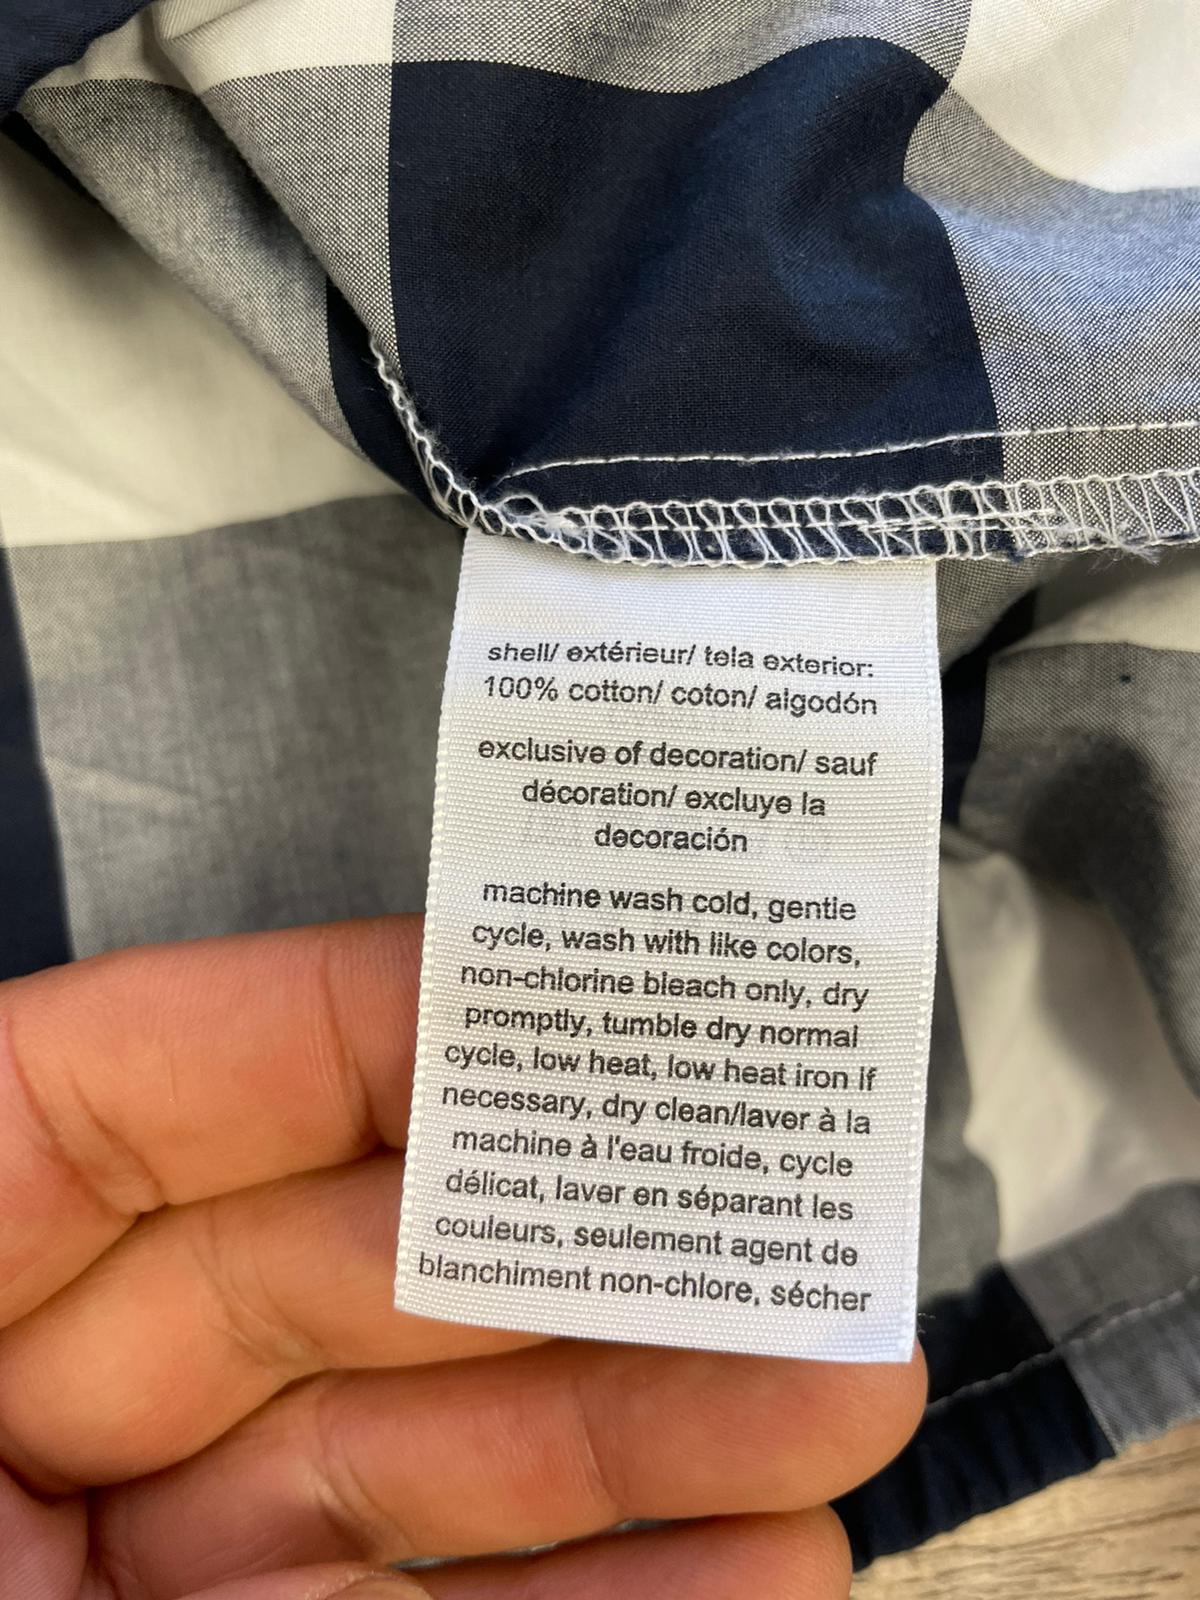 shell/ extérieur/ tela exterior:
100% cotton/ coton/ algodón
exclusive of decoration/ sauf
décoration/ excluye la
decoración
machine wash cold, gentle
cycle, wash with like colors,
non-chlorine bleach only, dry
promptly, tumble dry normal
cycle, low heat, low heat iron if
necessary, dry clean/laver à la
machine à l'eau froide, cycle
délicat, laver en séparant les
couleurs, seulement agent de
blanchiment non-chlore, sécher